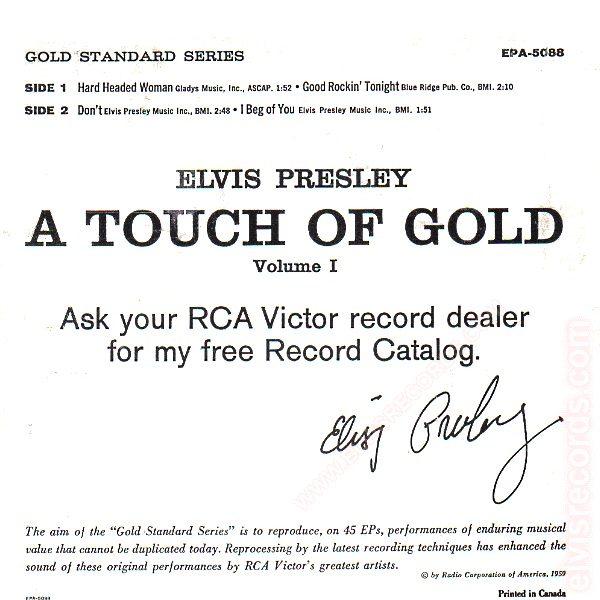 GOLD STANDARD SERIES
EPA-5088
SIDE 1 Hard Headed Woman Gladys Music, Inc., ASCAP. 1:52 • Good Rockin' Tonight Blue Ridge Pub. Co., BMI. 2:10
SIDE 2 Don't Elvis Presley Music Inc., BMI. 2:48 • I Beg of You Elvis Presley Music Inc., BMI. 1:51
ELVIS PRESLEY
A TOUCH OF GOLD
Volume I
Ask your RCA Victor record dealer
for my free Record Catalog.
Elvis Presley
The aim of the "Gold Standard Series" is to reproduce, on 45 EPs, performances of enduring musical
value that cannot be duplicated today. Reprocessing by the latest recording techniques has enhanced the
sound of these original performances by RCA Victor's greatest artists.
© by Radio Corporation of America, 1959
Printed in Canada
EPA-5088
elvisrecords.com
www.elvisrecords.com